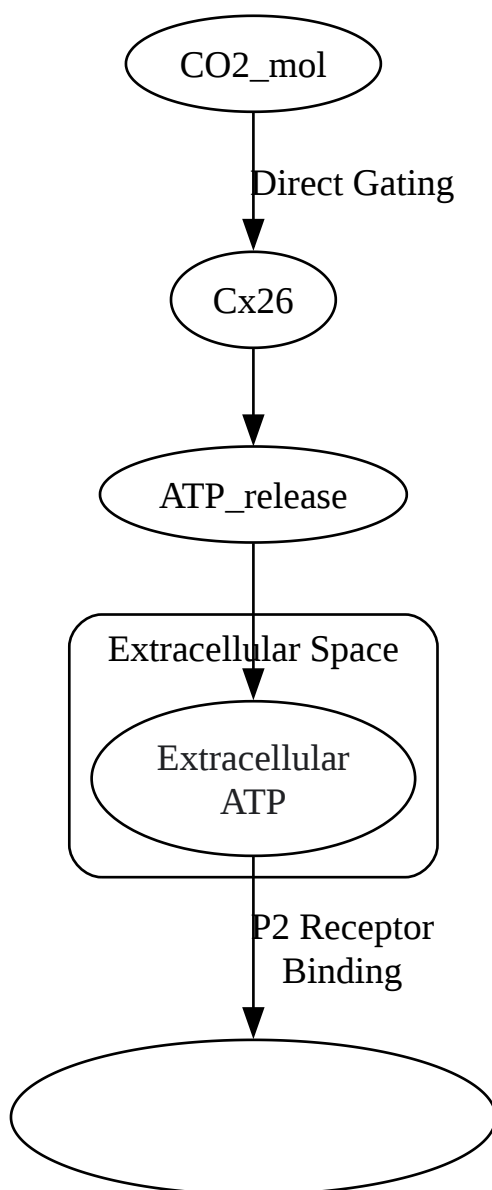 CO2_mol
Direct Gating
Cx26
ATP_release
Extracellular Space
Extracellular
ATP
P2 Receptor
Binding